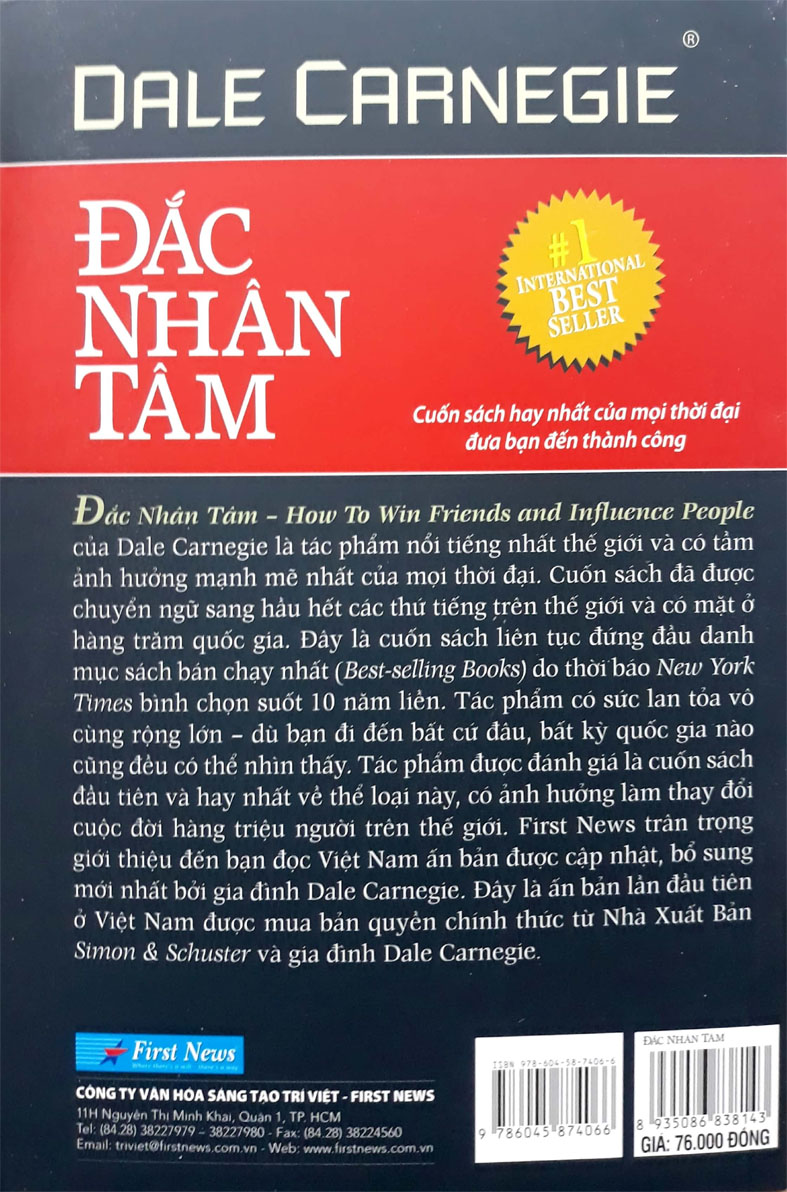 DALE CARNEGIE ®
ĐẮC
NHÂN
TÂM
#1
INTERNATIONAL
BEST
SELLER
Cuốn sách hay nhất của mọi thời đại
đưa bạn đến thành công
Đắc Nhân Tâm – How To Win Friends and Influence People
của Dale Carnegie là tác phẩm nổi tiếng nhất thế giới và có tầm
ảnh hưởng mạnh mẽ nhất của mọi thời đại. Cuốn sách đã được
chuyển ngữ sang hầu hết các thứ tiếng trên thế giới và có mặt ở
hàng trăm quốc gia. Đây là cuốn sách liên tục đứng đầu danh
mục sách bán chạy nhất (Best-selling Books) do thời báo New York
Times bình chọn suốt 10 năm liền. Tác phẩm có sức lan tỏa vô
cùng rộng lớn – dù bạn đi đến bất cứ đâu, bất kỳ quốc gia nào
cũng đều có thể nhìn thấy. Tác phẩm được đánh giá là cuốn sách
đầu tiên và hay nhất về thể loại này, có ảnh hưởng làm thay đổi
cuộc đời hàng triệu người trên thế giới. First News trân trọng
giới thiệu đến bạn đọc Việt Nam ấn bản được cập nhật, bổ sung
mới nhất bởi gia đình Dale Carnegie. Đây là ấn bản lần đầu tiên
ở Việt Nam được mua bản quyền chính thức từ Nhà Xuất Bản
Simon & Schuster và gia đình Dale Carnegie.
First News
Where there's a will - there's a way
CÔNG TY VĂN HÓA SÁNG TẠO TRÍ VIỆT - FIRST NEWS
11H Nguyễn Thị Minh Khai, Quận 1, TP. HCM
Tel: (84.28) 38227979 – 38227980 - Fax: (84.28) 38224560
Email: triviet@firstnews.com.vn - Web: www.firstnews.com.vn
ISBN 978-604-58-7406-6
9 786045 874066
ĐẮC NHÂN TÂM
8 935086 838143
GIÁ: 76.000 ĐỒNG